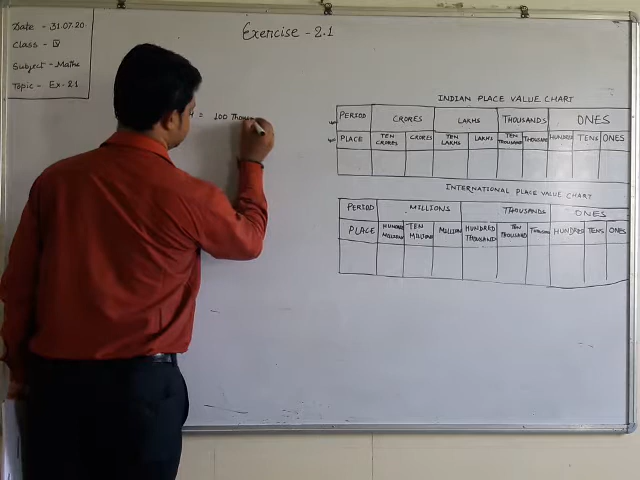 Date - 31.07.20
Class - IV
Subject - Maths
Topic - Ex-2.1
Exercise - 2.1
= 100 Thous
INDIAN PLACE VALUE CHART
PERIOD CRORES LAKHS THOUSANDS ONES
PLACE TEN CRORES CRORES TEN LAKHS LAKHS TEN THOUSAND THOUSAND HUNDRED TENS ONES
INTERNATIONAL PLACE VALUE CHART
PERIOD MILLIONS THOUSANDS ONES
PLACE HUNDRED MILLIONS TEN MILLIONS MILLION HUNDRED THOUSAND TEN THOUSAND THOUSAND HUNDRED TENS ONES